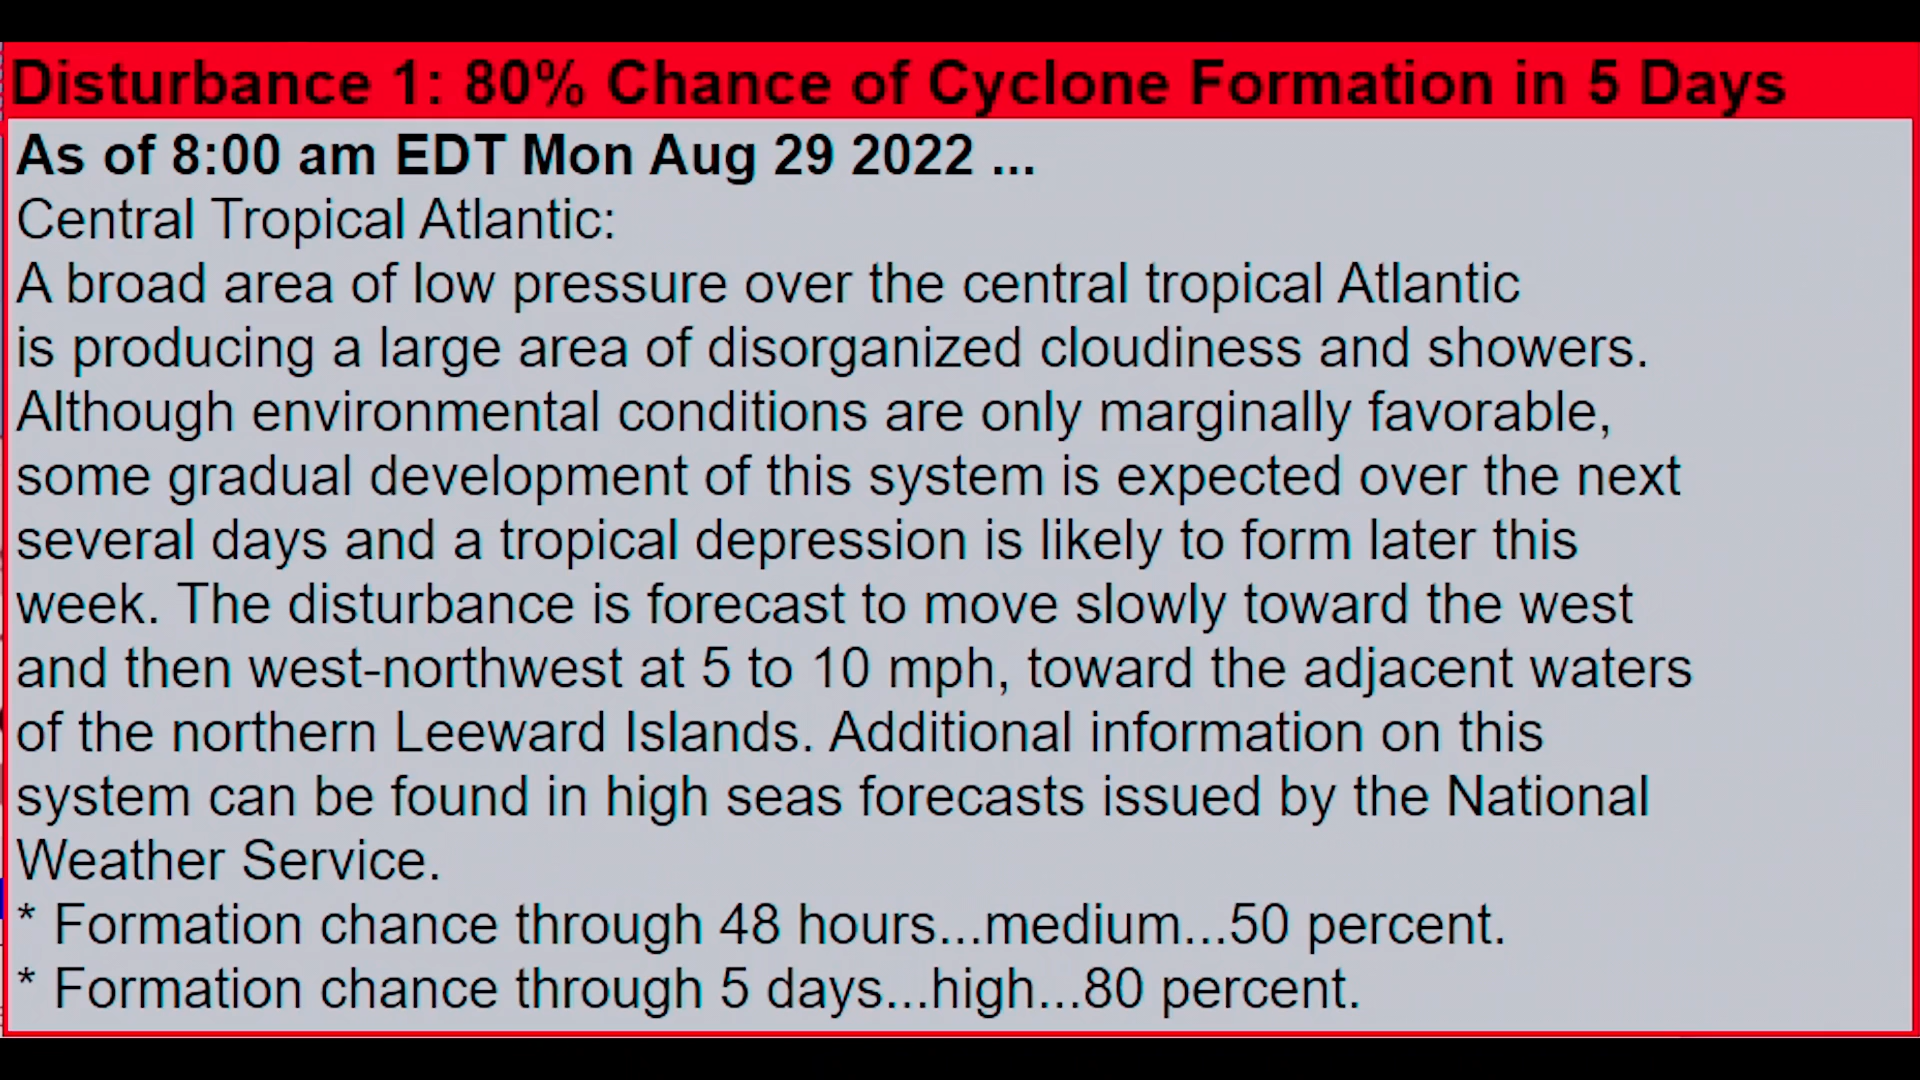 Disturbance 1: 80% Chance of Cyclone Formation in 5 Days
As of 8:00 am EDT Mon Aug 29 2022 ...
Central Tropical Atlantic:
A broad area of low pressure over the central tropical Atlantic
is producing a large area of disorganized cloudiness and showers.
Although environmental conditions are only marginally favorable,
some gradual development of this system is expected over the next
several days and a tropical depression is likely to form later this
week. The disturbance is forecast to move slowly toward the west
and then west-northwest at 5 to 10 mph, toward the adjacent waters
of the northern Leeward Islands. Additional information on this
system can be found in high seas forecasts issued by the National
Weather Service.
* Formation chance through 48 hours...medium...50 percent.
* Formation chance through 5 days...high...80 percent.